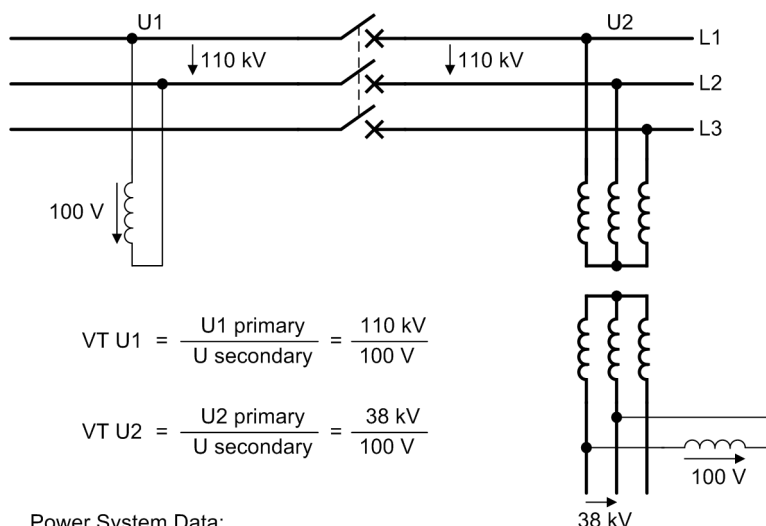 U1
U2
L1
110 kV
110 kV
L2
L3
100 V
VT U1 = U1 primary / U secondary = 110 kV / 100 V
VT U2 = U2 primary / U secondary = 38 kV / 100 V
100 V
38 kV
Power System Data: